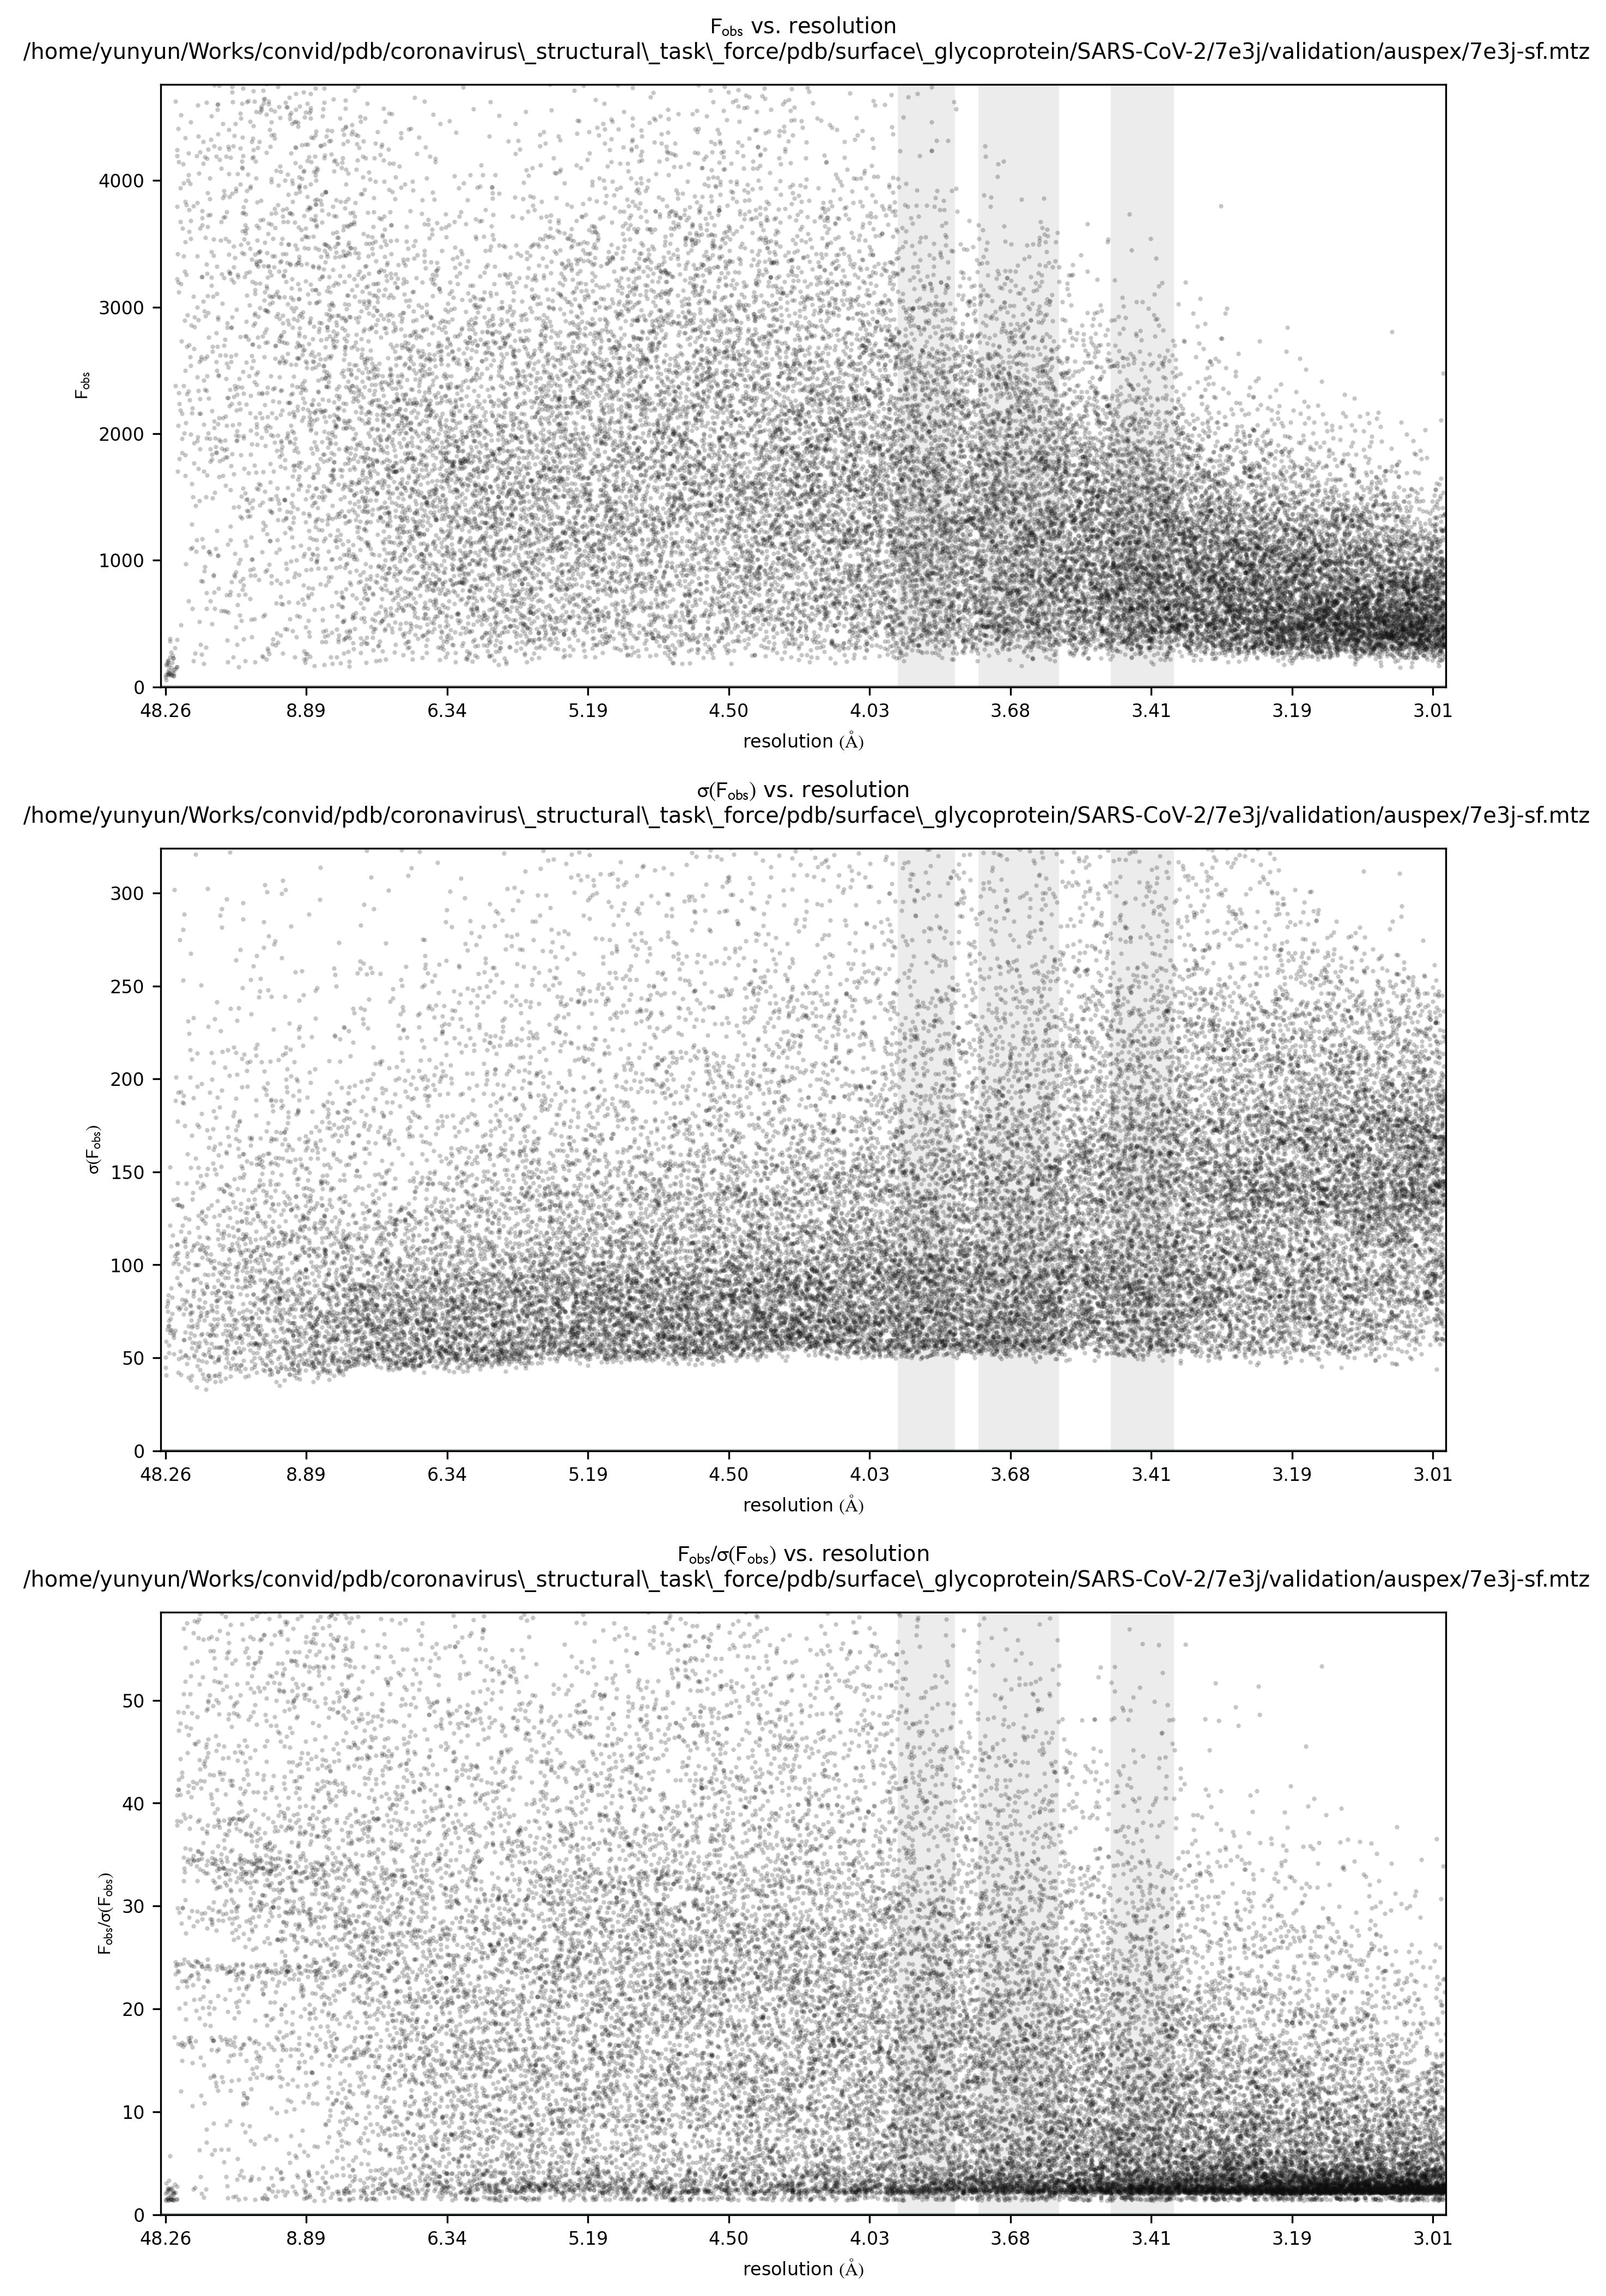 Fobs vs. resolution
/home/yunyun/Works/convid/pdb/coronavirus\_structural\_task\_force/pdb/surface\_glycoprotein/SARS-CoV-2/7e3j/validation/auspex/7e3j-sf.mtz
4000
3000
2000
1000
0
Fobs
48.26 8.89 6.34 5.19 4.50 4.03 3.68 3.41 3.19 3.01
resolution (Å)
σ(Fobs) vs. resolution
/home/yunyun/Works/convid/pdb/coronavirus\_structural\_task\_force/pdb/surface\_glycoprotein/SARS-CoV-2/7e3j/validation/auspex/7e3j-sf.mtz
300
250
200
150
100
50
0
σ(Fobs)
48.26 8.89 6.34 5.19 4.50 4.03 3.68 3.41 3.19 3.01
resolution (Å)
Fobs/σ(Fobs) vs. resolution
/home/yunyun/Works/convid/pdb/coronavirus\_structural\_task\_force/pdb/surface\_glycoprotein/SARS-CoV-2/7e3j/validation/auspex/7e3j-sf.mtz
50
40
30
20
10
0
Fobs/σ(Fobs)
48.26 8.89 6.34 5.19 4.50 4.03 3.68 3.41 3.19 3.01
resolution (Å)